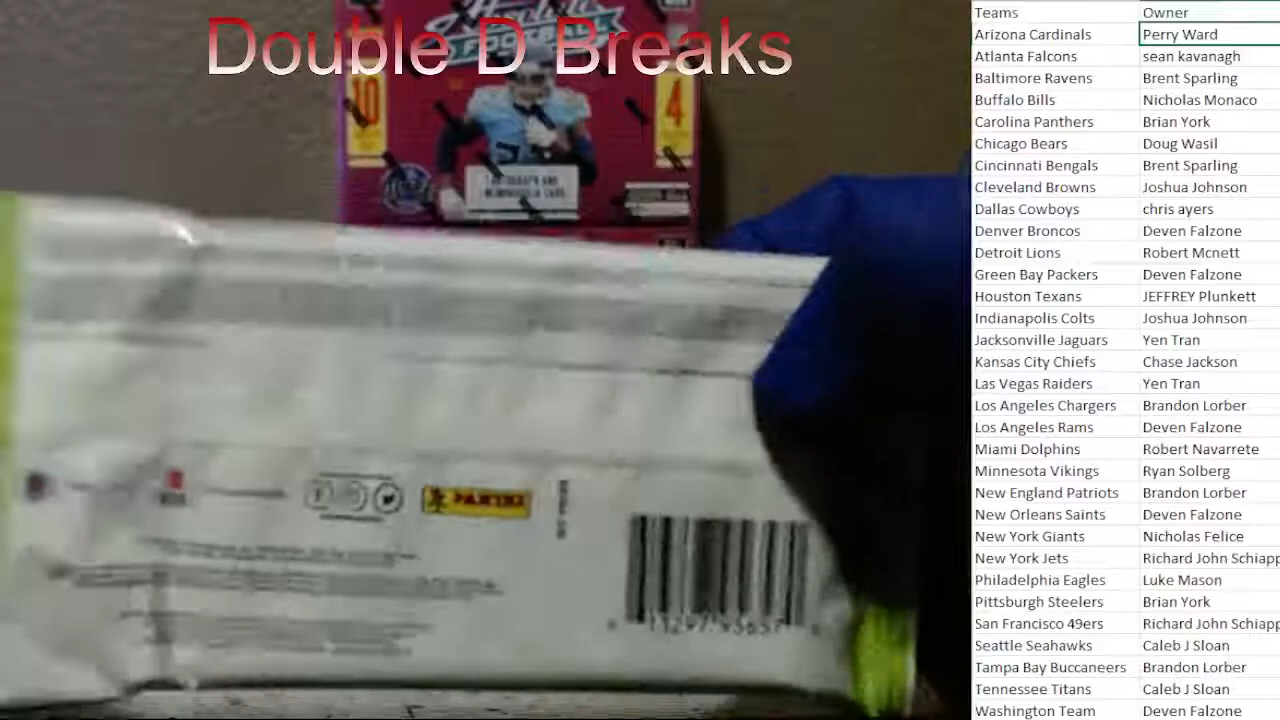 Double D Breaks
Absolute
FOOTBALL
10
4
AUTOGRAPH AND
MEMORABILIA CARD
PANINI
Teams Owner
Arizona Cardinals Perry Ward
Atlanta Falcons sean kavanagh
Baltimore Ravens Brent Sparling
Buffalo Bills Nicholas Monaco
Carolina Panthers Brian York
Chicago Bears Doug Wasil
Cincinnati Bengals Brent Sparling
Cleveland Browns Joshua Johnson
Dallas Cowboys chris ayers
Denver Broncos Deven Falzone
Detroit Lions Robert Mcnett
Green Bay Packers Deven Falzone
Houston Texans JEFFREY Plunkett
Indianapolis Colts Joshua Johnson
Jacksonville Jaguars Yen Tran
Kansas City Chiefs Chase Jackson
Las Vegas Raiders Yen Tran
Los Angeles Chargers Brandon Lorber
Los Angeles Rams Deven Falzone
Miami Dolphins Robert Navarrete
Minnesota Vikings Ryan Solberg
New England Patriots Brandon Lorber
New Orleans Saints Deven Falzone
New York Giants Nicholas Felice
New York Jets Richard John Schiapp
Philadelphia Eagles Luke Mason
Pittsburgh Steelers Brian York
San Francisco 49ers Richard John Schiapp
Seattle Seahawks Caleb J Sloan
Tampa Bay Buccaneers Brandon Lorber
Tennessee Titans Caleb J Sloan
Washington Team Deven Falzone